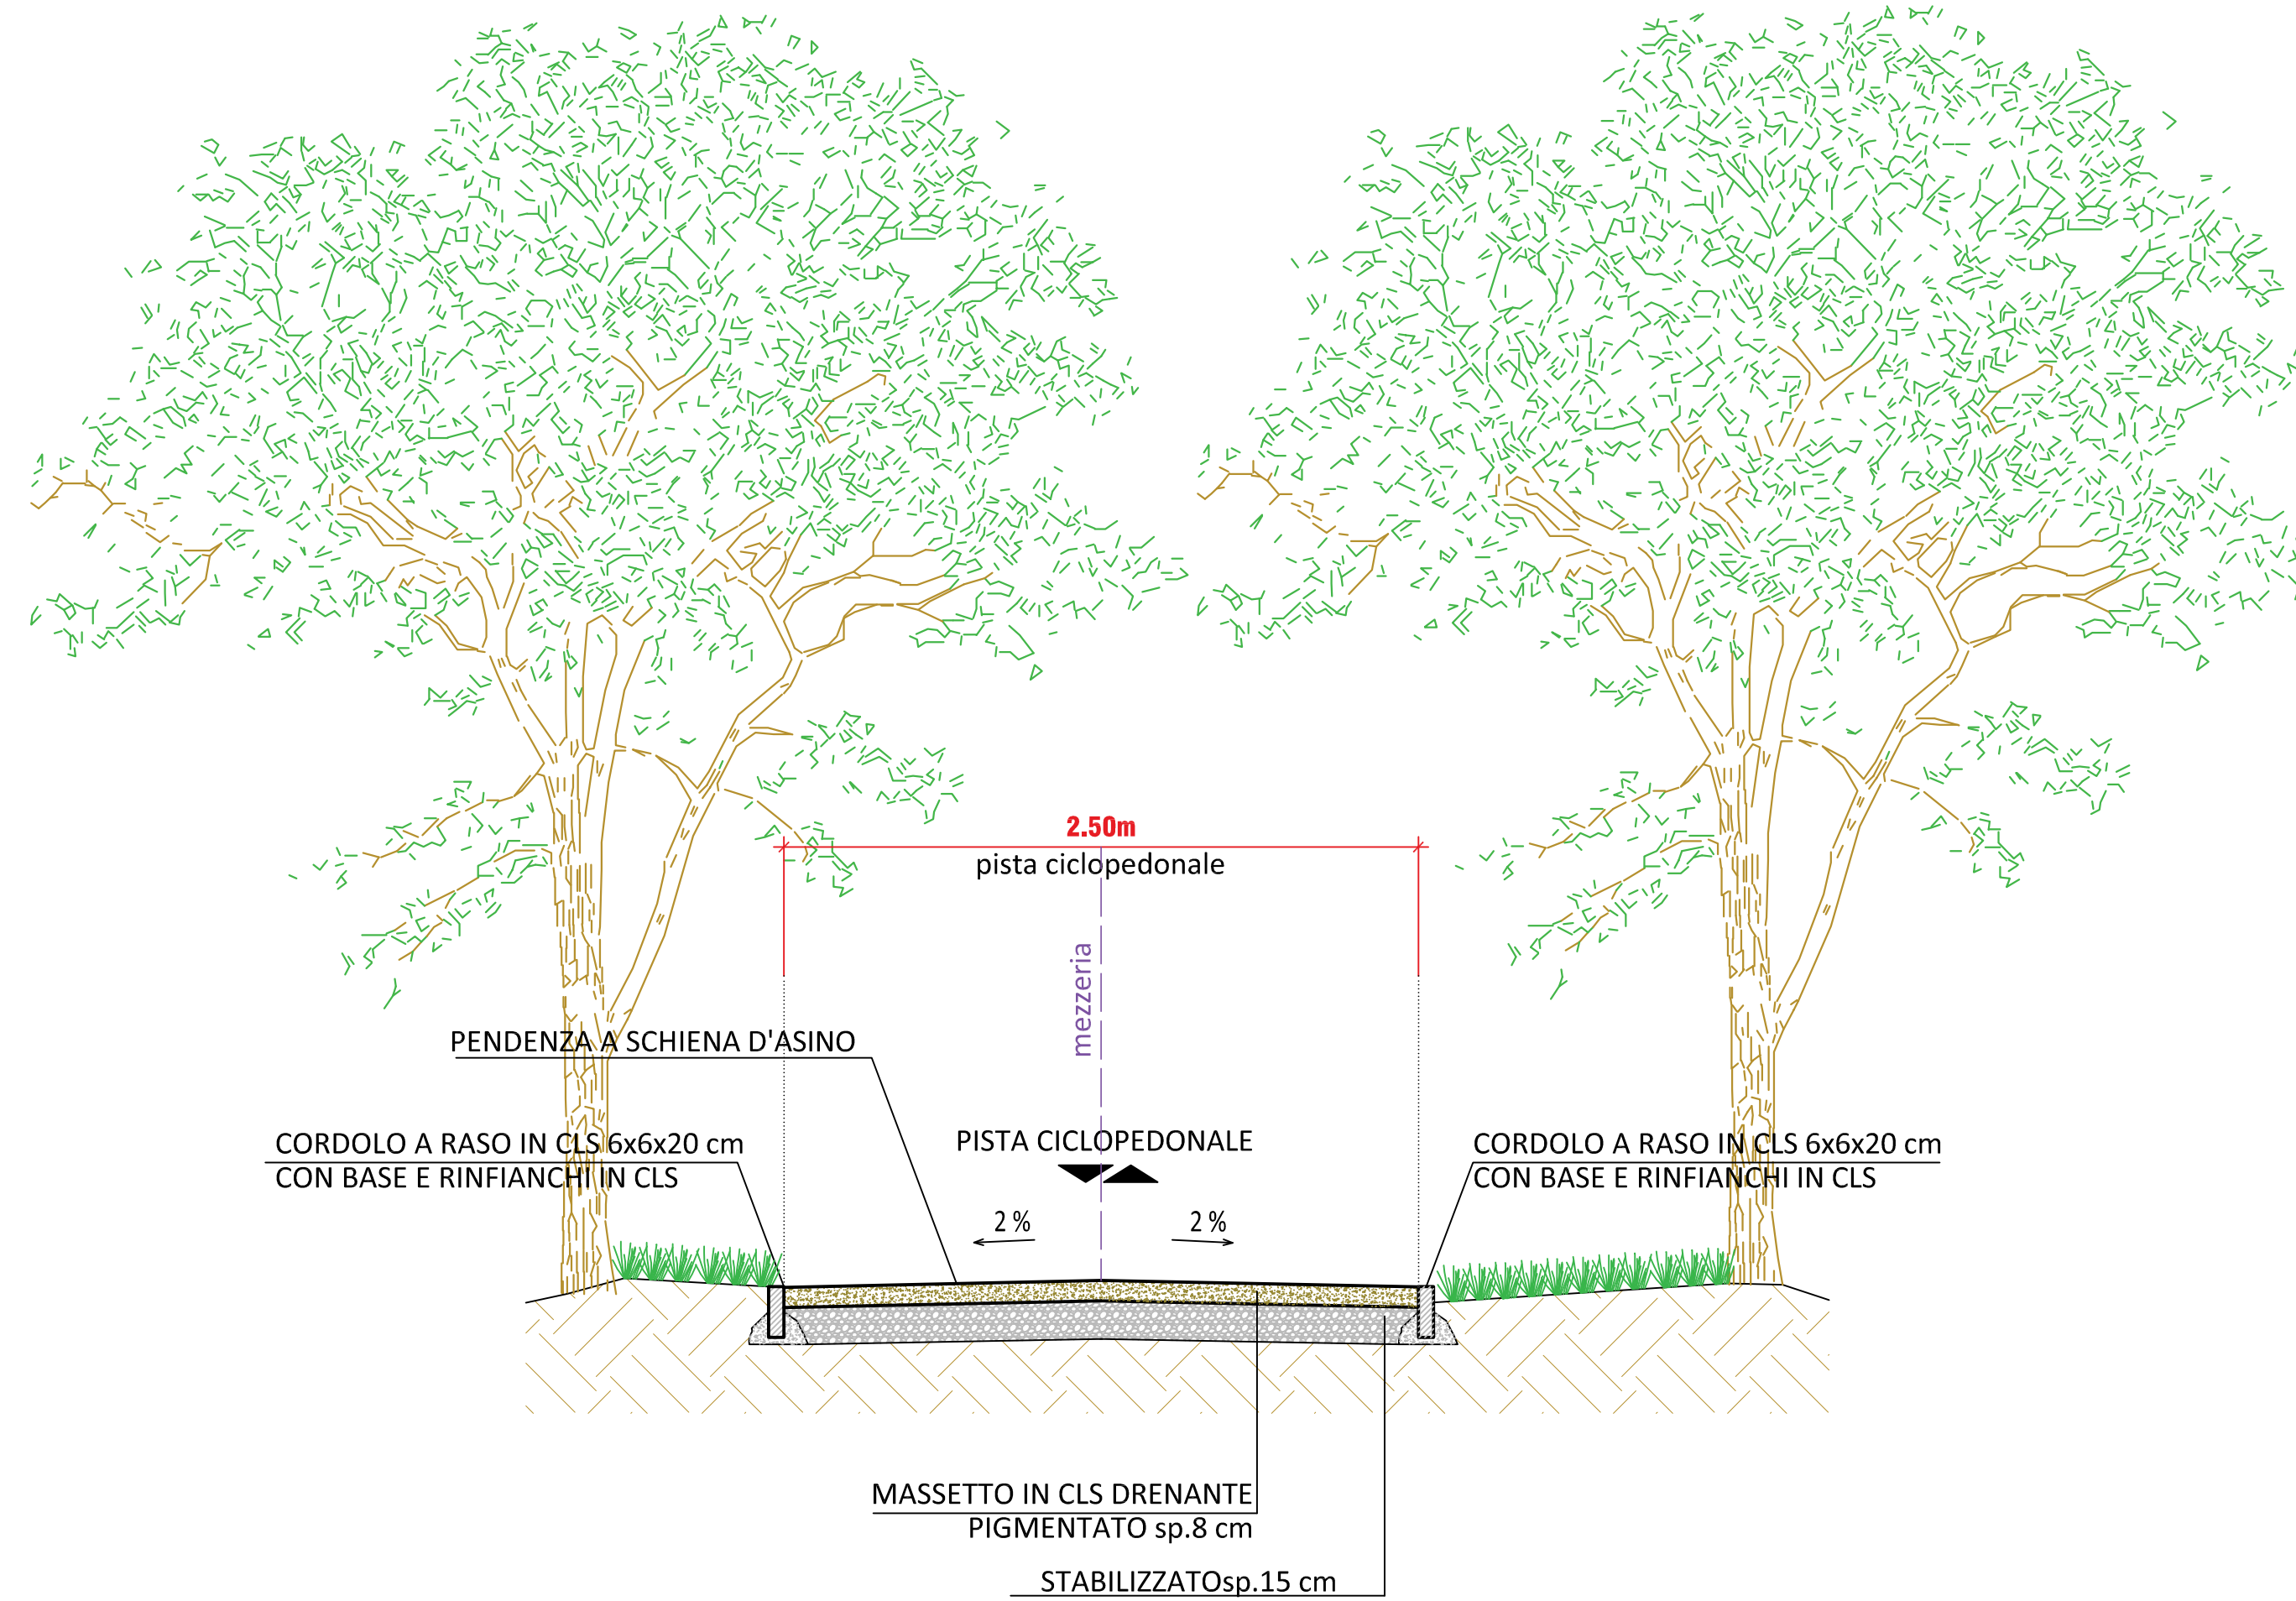 2.50m
pista ciclopedonale
mezzeria
PENDENZA A SCHIENA D'ASINO
CORDOLO A RASO IN CLS 6x6x20 cm
CON BASE E RINFIANCHI IN CLS
PISTA CICLOPEDONALE
CORDOLO A RASO IN CLS 6x6x20 cm
CON BASE E RINFIANCHI IN CLS
2 %
2 %
MASSETTO IN CLS DRENANTE
PIGMENTATO sp.8 cm
STABILIZZATOsp.15 cm